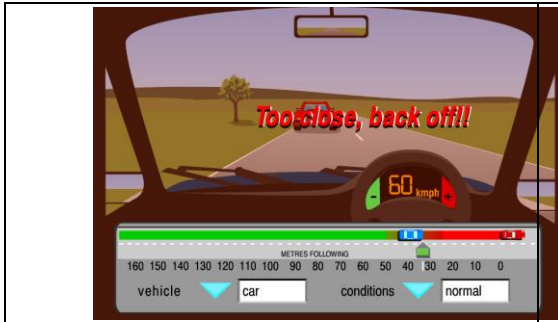 Too close, back off!!
60 kmph
- +
METRES FOLLOWING
160 150 140 130 120 110 100 90 80 70 60 50 40 30 20 10 0
vehicle car conditions normal